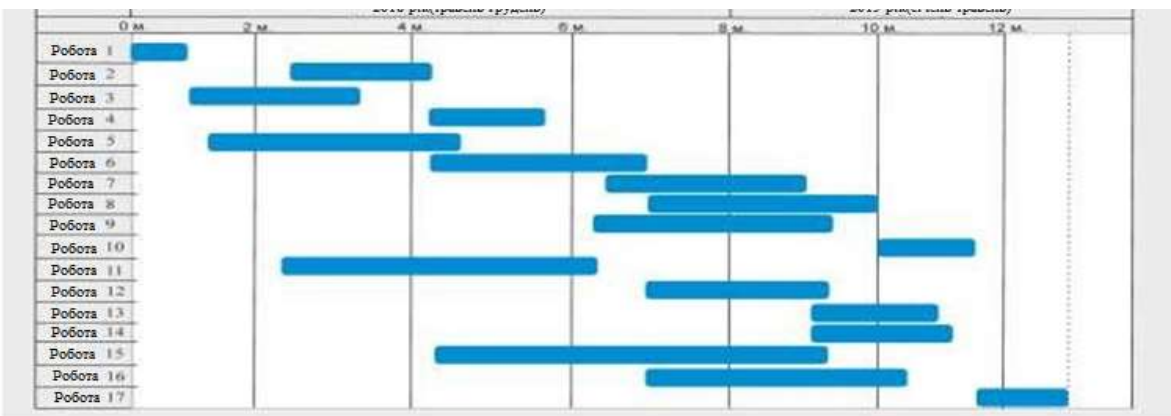 0 м. 2 м. 4 м. 6 м. 8 м. 10 м. 12 м.
Робота 1
Робота 2
Робота 3
Робота 4
Робота 5
Робота 6
Робота 7
Робота 8
Робота 9
Робота 10
Робота 11
Робота 12
Робота 13
Робота 14
Робота 15
Робота 16
Робота 17